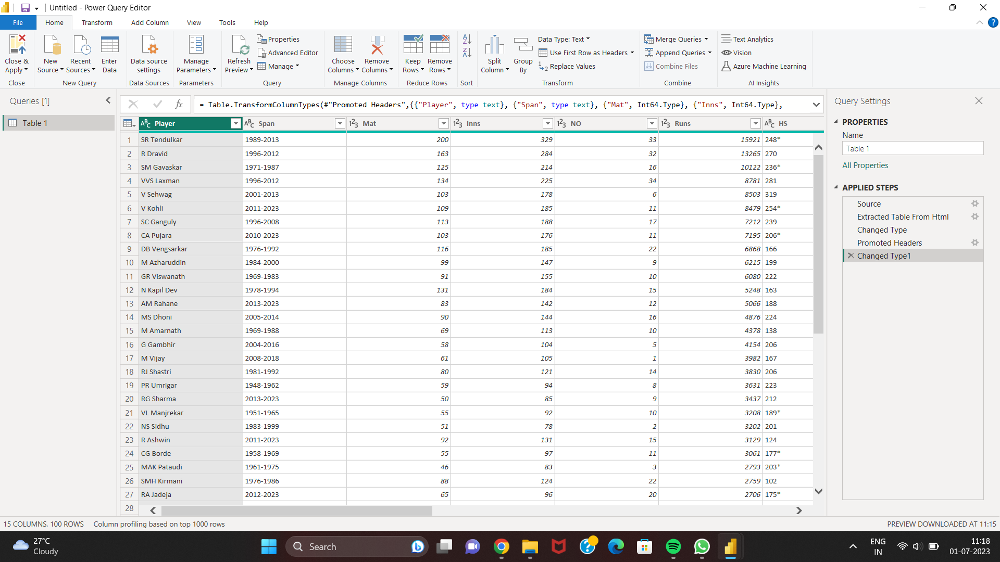 Untitled - Power Query Editor
File Home Transform Add Column View Tools Help
Close & Apply
Close
New Source
Recent Sources
Enter Data
New Query
Data source settings
Data Sources
Manage Parameters
Parameters
Refresh Preview
Properties
Advanced Editor
Manage
Query
Choose Columns
Remove Columns
Manage Columns
Keep Rows
Remove Rows
Reduce Rows
Sort
Split Column
Group By
Data Type: Text
Use First Row as Headers
Replace Values
Transform
Merge Queries
Append Queries
Combine Files
Combine
Text Analytics
Vision
Azure Machine Learning
AI Insights
Queries [1]
Table 1
fx
= Table.TransformColumnTypes(#"Promoted Headers",{{"Player", type text}, {"Span", type text}, {"Mat", Int64.Type}, {"Inns", Int64.Type},
Player Span Mat Inns NO Runs HS
1 SR Tendulkar 1989-2013 200 329 33 15921 248*
2 R Dravid 1996-2012 163 284 32 13265 270
3 SM Gavaskar 1971-1987 125 214 16 10122 236*
4 VVS Laxman 1996-2012 134 225 34 8781 281
5 V Sehwag 2001-2013 103 178 6 8503 319
6 V Kohli 2011-2023 109 185 11 8479 254*
7 SC Ganguly 1996-2008 113 188 17 7212 239
8 CA Pujara 2010-2023 103 176 11 7195 206*
9 DB Vengsarkar 1976-1992 116 185 22 6868 166
10 M Azharuddin 1984-2000 99 147 9 6215 199
11 GR Viswanath 1969-1983 91 155 10 6080 222
12 N Kapil Dev 1978-1994 131 184 15 5248 163
13 AM Rahane 2013-2023 83 142 12 5066 188
14 MS Dhoni 2005-2014 90 144 16 4876 224
15 M Amarnath 1969-1988 69 113 10 4378 138
16 G Gambhir 2004-2016 58 104 5 4154 206
17 M Vijay 2008-2018 61 105 1 3982 167
18 RJ Shastri 1981-1992 80 121 14 3830 206
19 PR Umrigar 1948-1962 59 94 8 3631 223
20 RG Sharma 2013-2023 50 85 9 3437 212
21 VL Manjrekar 1951-1965 55 92 10 3208 189*
22 NS Sidhu 1983-1999 51 78 2 3202 201
23 R Ashwin 2011-2023 92 131 15 3129 124
24 CG Borde 1958-1969 55 97 11 3061 177*
25 MAK Pataudi 1961-1975 46 83 3 2793 203*
26 SMH Kirmani 1976-1986 88 124 22 2759 102
27 RA Jadeja 2012-2023 65 96 20 2706 175*
28
Query Settings
PROPERTIES
Name
Table 1
All Properties
APPLIED STEPS
Source
Extracted Table From Html
Changed Type
Promoted Headers
Changed Type1
15 COLUMNS, 100 ROWS Column profiling based on top 1000 rows
PREVIEW DOWNLOADED AT 11:15
27°C
Cloudy
Search
ENG
IN
11:18
01-07-2023